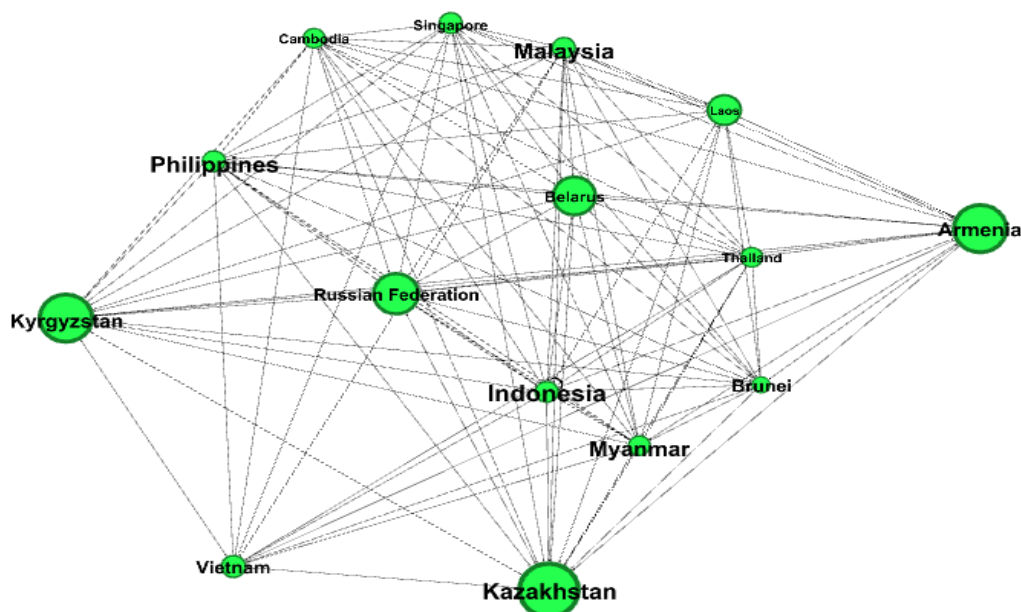 Singapore
Cambodia
Malaysia
Laos
Philippines
Belarus
Armenia
Thailand
Russian Federation
Kyrgyzstan
Brunei
Indonesia
Myanmar
Vietnam
Kazakhstan